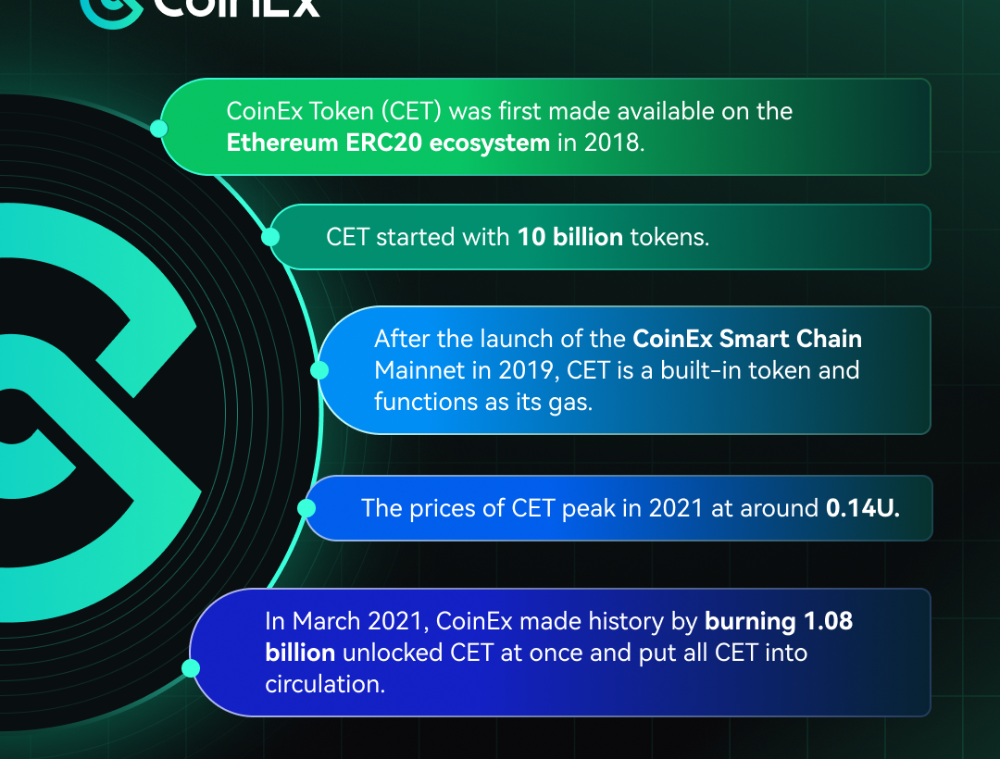 CoinEx
CoinEx Token (CET) was first made available on the
Ethereum ERC20 ecosystem in 2018.
CET started with 10 billion tokens.
After the launch of the CoinEx Smart Chain
Mainnet in 2019, CET is a built-in token and
functions as its gas.
The prices of CET peak in 2021 at around 0.14U.
In March 2021, CoinEx made history by burning 1.08
billion unlocked CET at once and put all CET into
circulation.